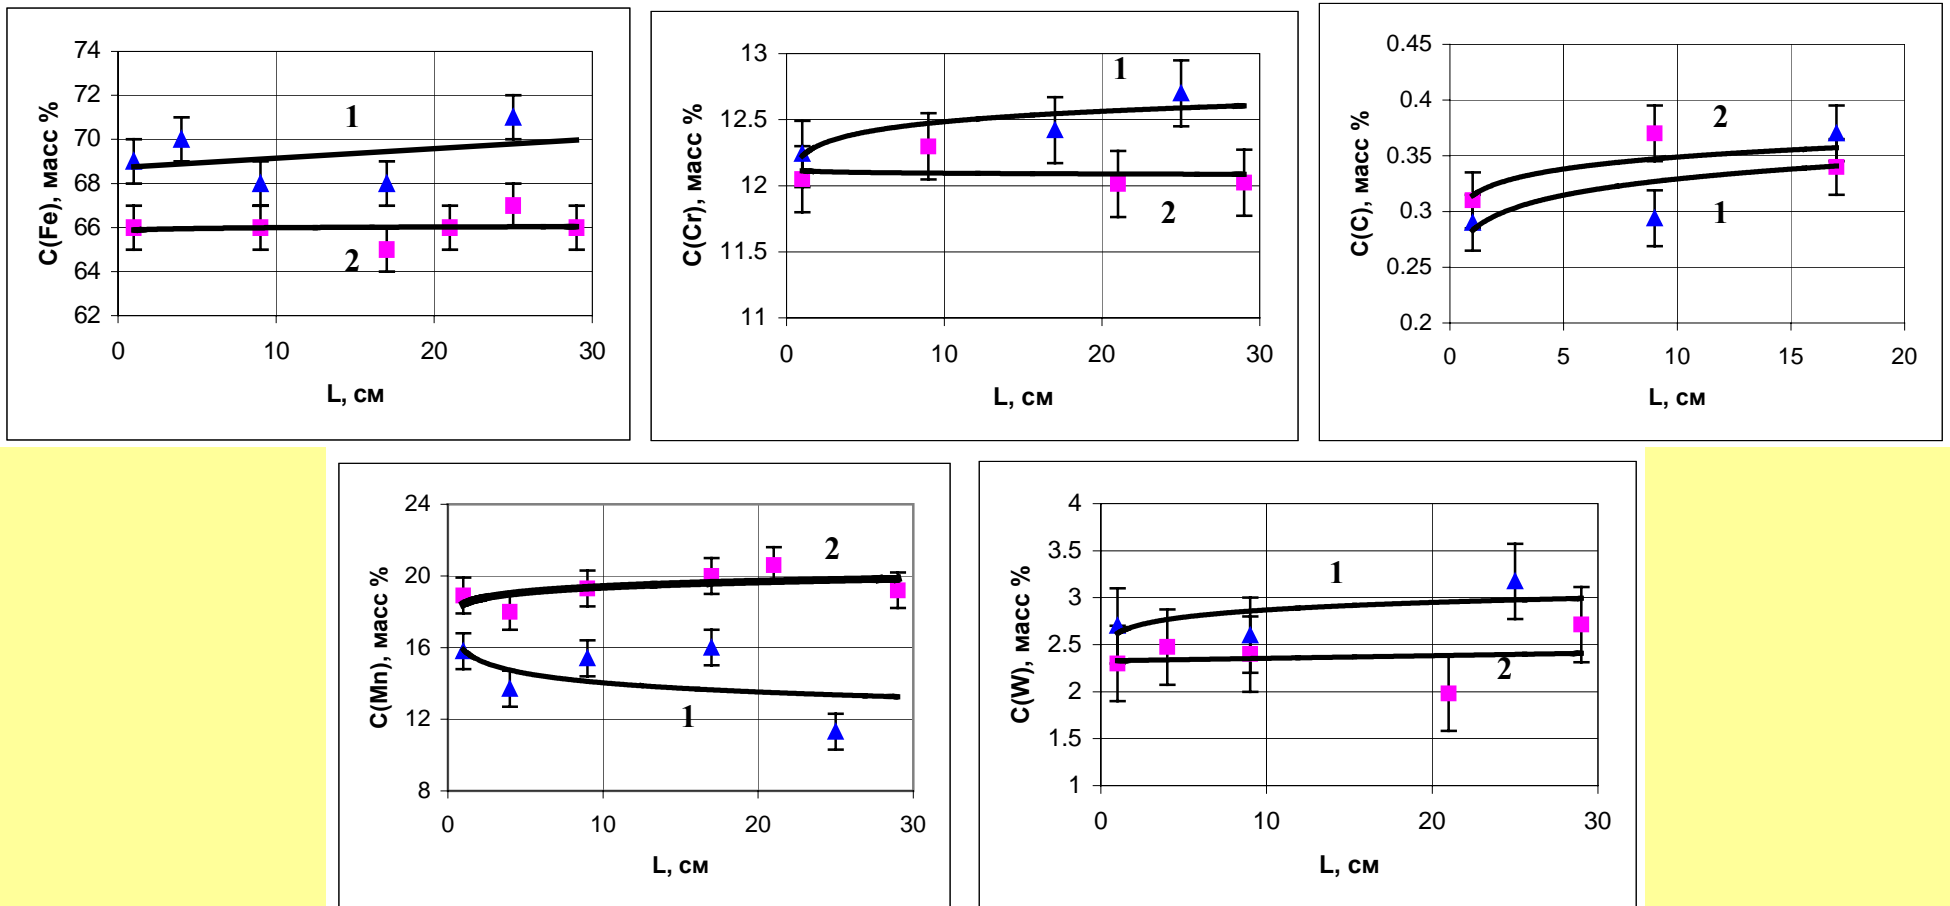 74
72
70
68
66
64
62
C(Fe), масс %
1
2
0 10 20 30
L, см
13
12.5
12
11.5
11
C(Cr), масс %
1
2
0 10 20 30
L, см
0.45
0.4
0.35
0.3
0.25
0.2
C(C), масс %
2
1
0 5 10 15 20
L, см
24
20
16
12
8
C(Mn), масс %
2
1
0 10 20 30
L, см
4
3.5
3
2.5
2
1.5
1
C(W), масс %
1
2
0 10 20 30
L, см